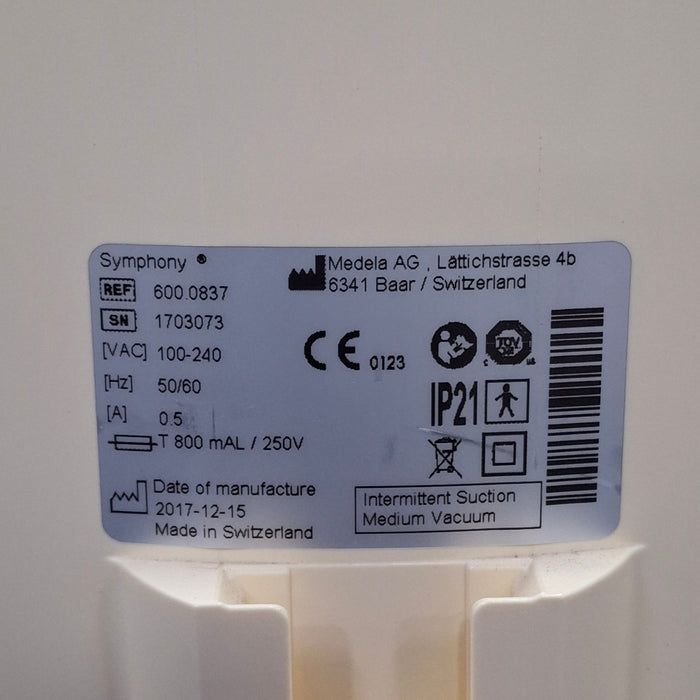 Symphony ®
REF 600.0837
SN 1703073
[VAC] 100-240
[Hz] 50/60
[A] 0.5
T 800 mAL / 250V
Date of manufacture
2017-12-15
Made in Switzerland
Medela AG , Lättichstrasse 4b
6341 Baar / Switzerland
CE 0123
TÜV
IP21
Intermittent Suction
Medium Vacuum